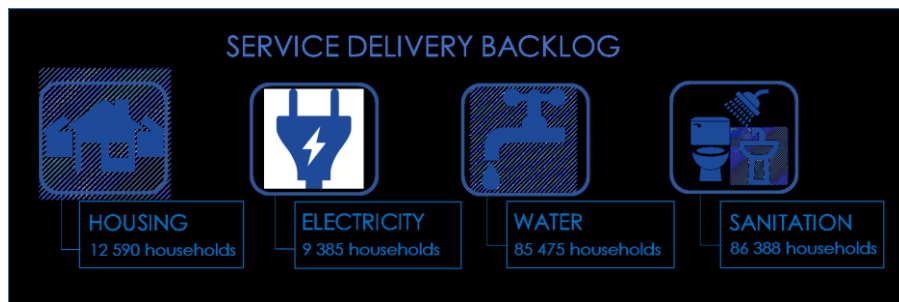 SERVICE DELIVERY BACKLOG
HOUSING
12 590 households
ELECTRICITY
9 385 households
WATER
85 475 households
SANITATION
86 388 households